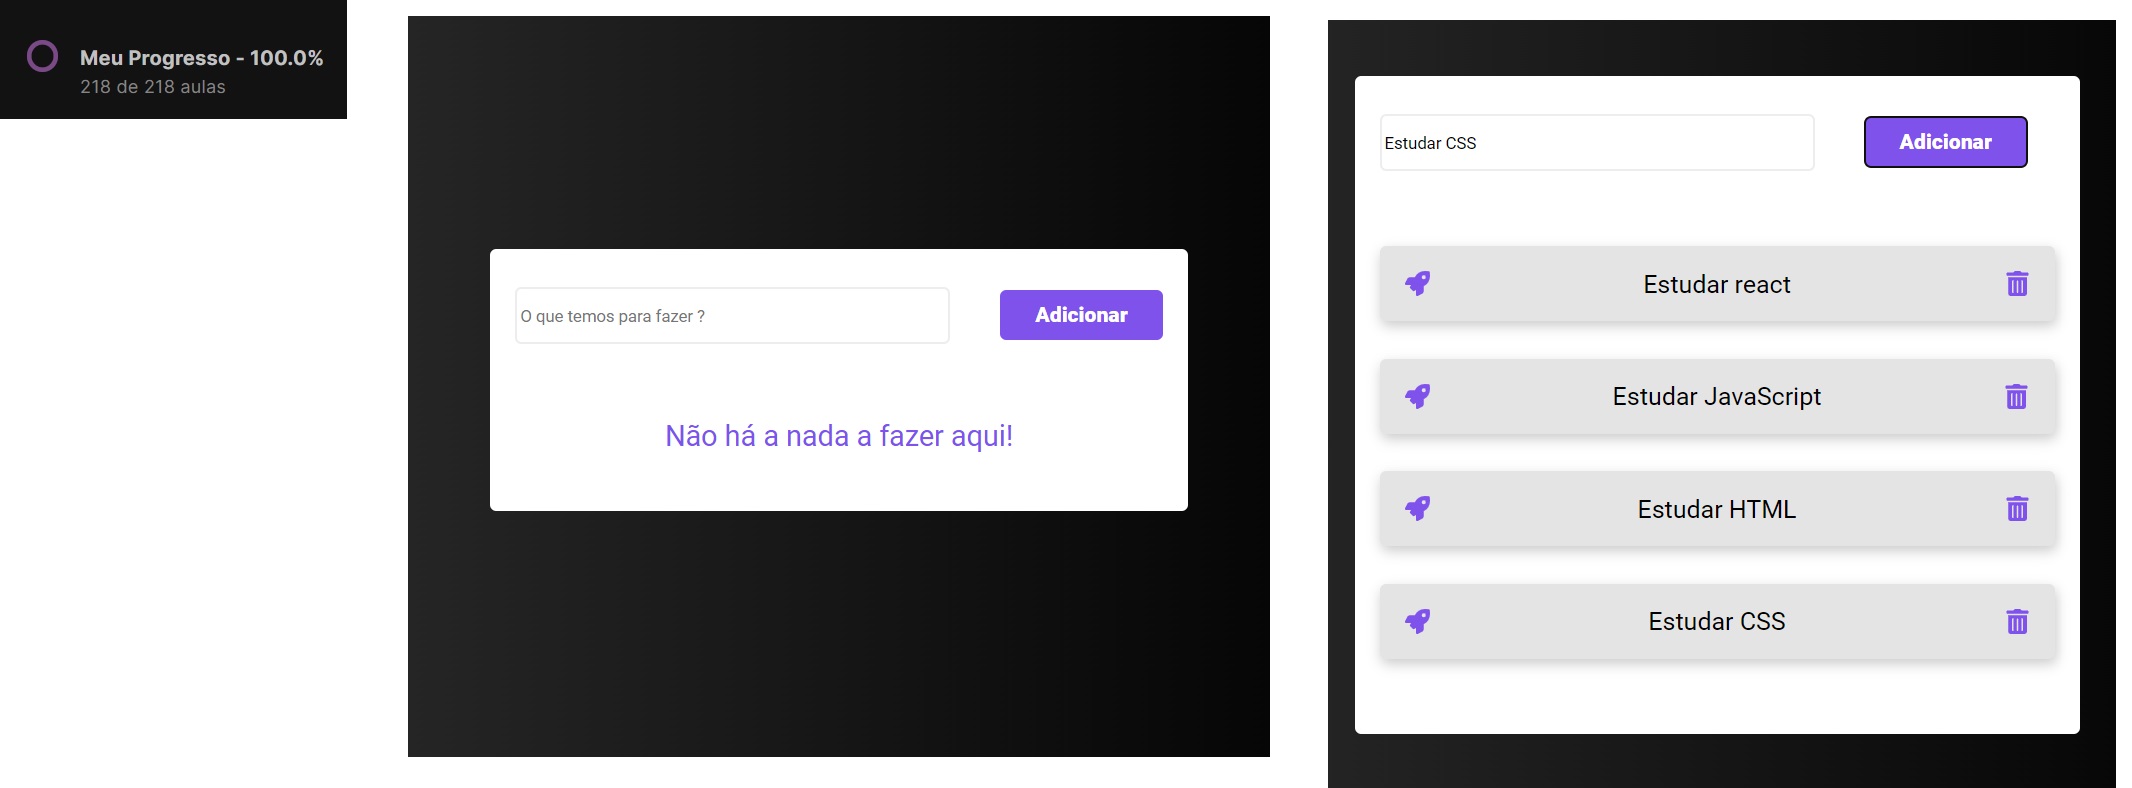 Meu Progresso - 100.0%
218 de 218 aulas
O que temos para fazer ?
Adicionar
Não há a nada a fazer aqui!
Estudar CSS
Adicionar
Estudar react
Estudar JavaScript
Estudar HTML
Estudar CSS